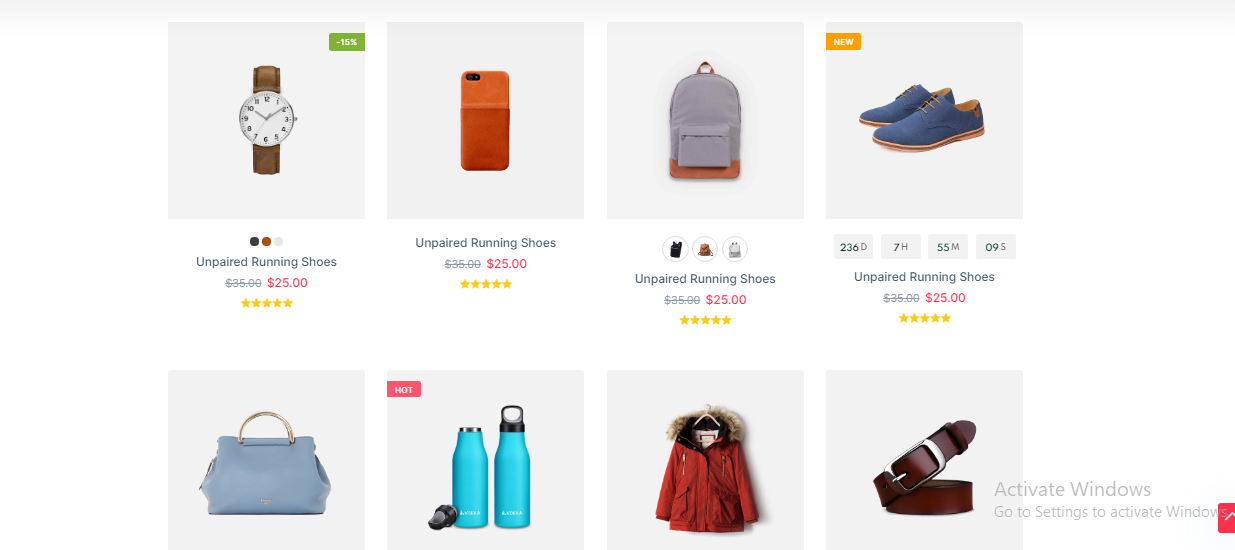 -15%
NEW
236 D 7 H 55 M 09 S
Unpaired Running Shoes
$35.00 $25.00
Unpaired Running Shoes
$35.00 $25.00
Unpaired Running Shoes
$35.00 $25.00
Unpaired Running Shoes
$35.00 $25.00
HOT
Activate Windows
Go to Settings to activate Windows.